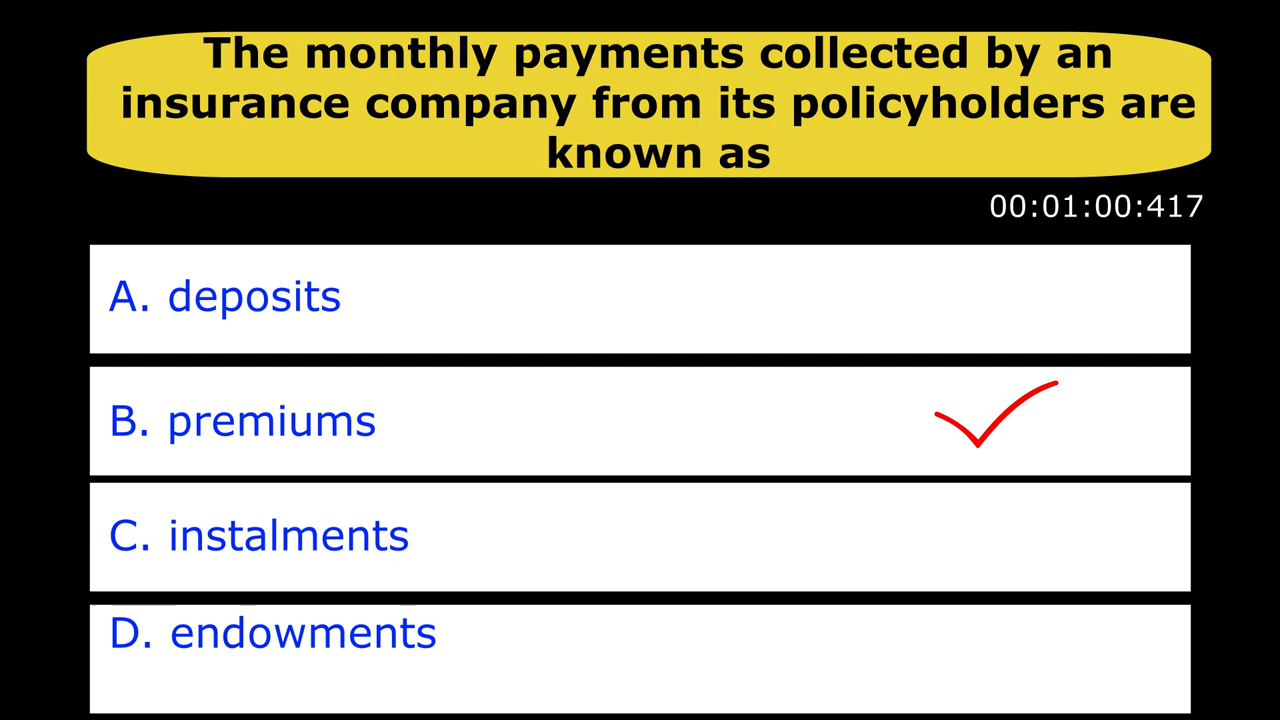 The monthly payments collected by an
insurance company from its policyholders are
known as
00:01:00:417
A. deposits
B. premiums
C. instalments
D. endowments